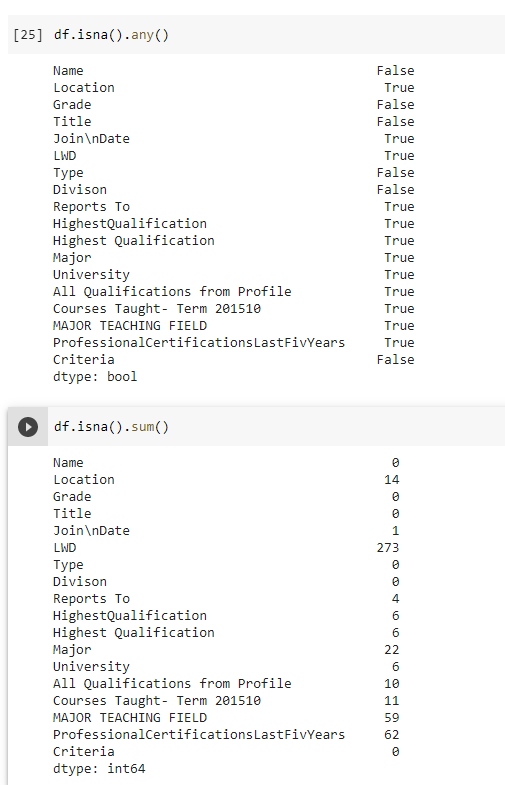 [25] df.isna().any()
Name False
Location True
Grade False
Title False
Join\nDate True
LWD True
Type False
Divison False
Reports To True
HighestQualification True
Highest Qualification True
Major True
University True
All Qualifications from Profile True
Courses Taught- Term 201510 True
MAJOR TEACHING FIELD True
ProfessionalCertificationsLastFivYears True
Criteria False
dtype: bool
df.isna().sum()
Name 0
Location 14
Grade 0
Title 0
Join\nDate 1
LWD 273
Type 0
Divison 0
Reports To 4
HighestQualification 6
Highest Qualification 6
Major 22
University 6
All Qualifications from Profile 10
Courses Taught- Term 201510 11
MAJOR TEACHING FIELD 59
ProfessionalCertificationsLastFivYears 62
Criteria 0
dtype: int64